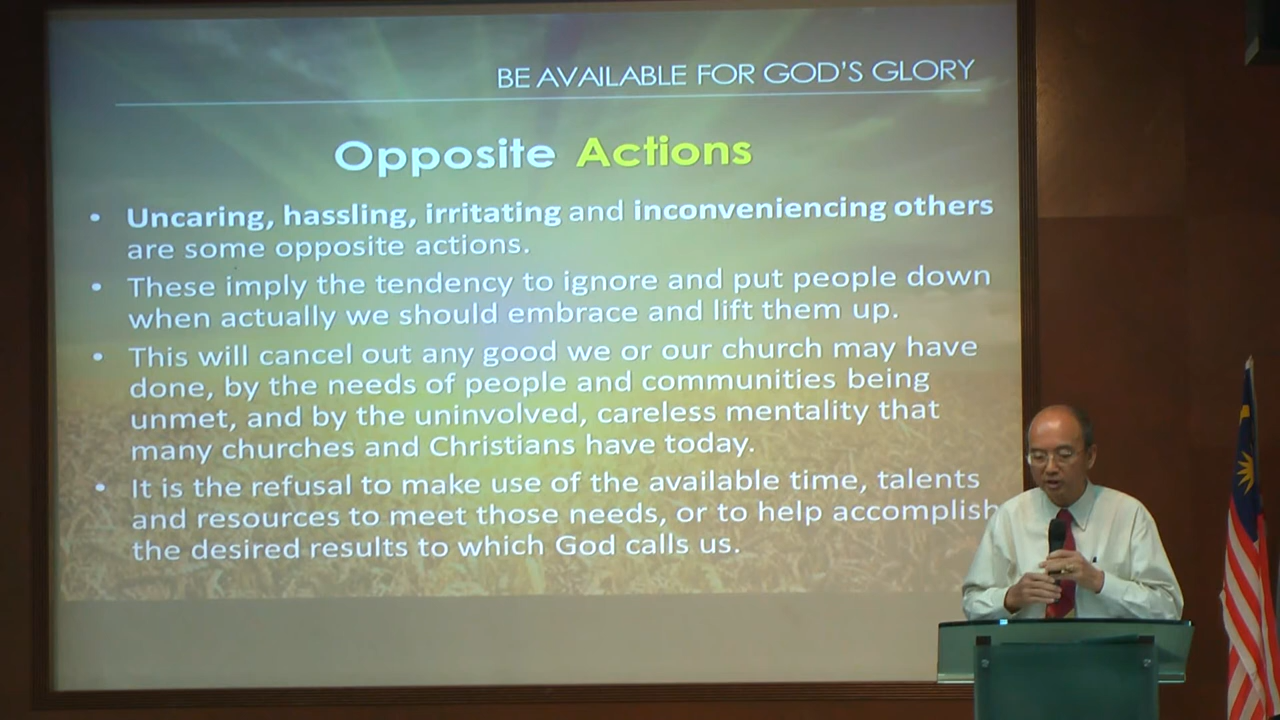 BE AVAILABLE FOR GOD'S GLORY
Opposite Actions
• Uncaring, hassling, irritating and inconveniencing others
are some opposite actions.
• These imply the tendency to ignore and put people down
when actually we should embrace and lift them up.
• This will cancel out any good we or our church may have
done, by the needs of people and communities being
unmet, and by the uninvolved, careless mentality that
many churches and Christians have today.
• It is the refusal to make use of the available time, talents
and resources to meet those needs, or to help accomplish
the desired results to which God calls us.